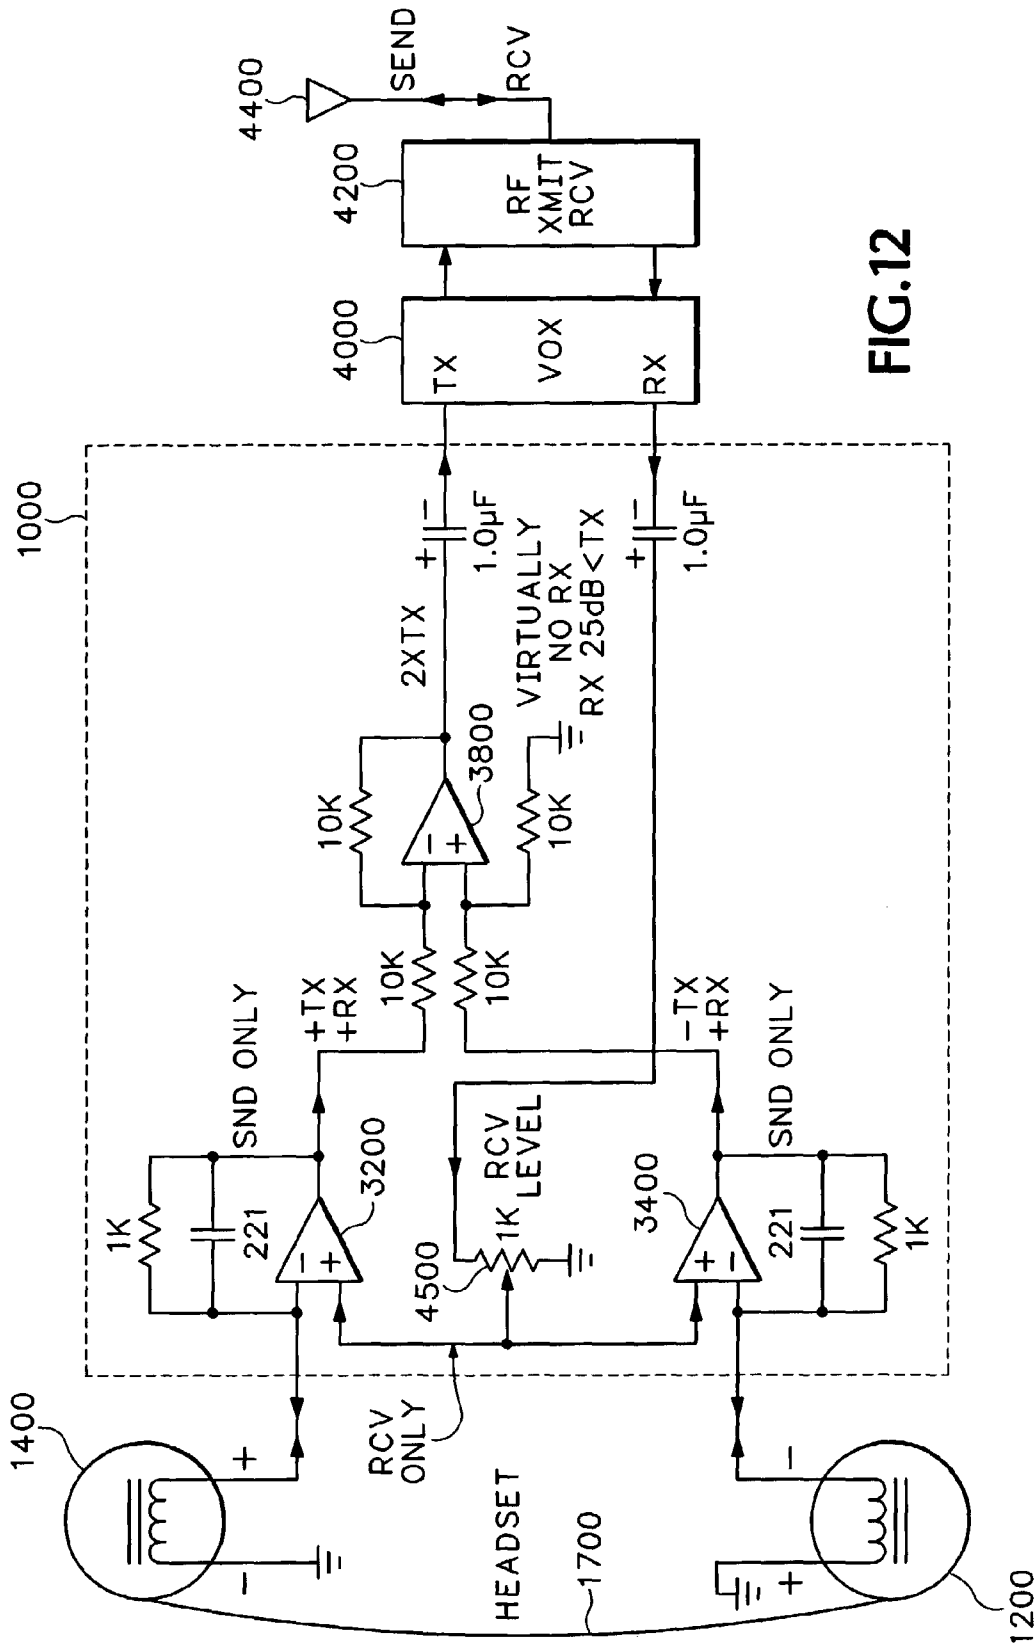 1400
1200
1700
HEADSET
+
−
−
+
RCV
ONLY
1000
1K
221
−
+
3200
SND ONLY
+TX
+RX
4500
1K RCV
LEVEL
3400
+
−
221
1K
SND ONLY
−TX
+RX
10K
10K
10K
−
+
3800
10K
2XTX
+
−
1.0µF
VIRTUALLY
NO RX
RX 25dB<TX
+
−
1.0µF
4000
TX
VOX
RX
4200
RF
XMIT
RCV
4400
SEND
RCV
FIG.12